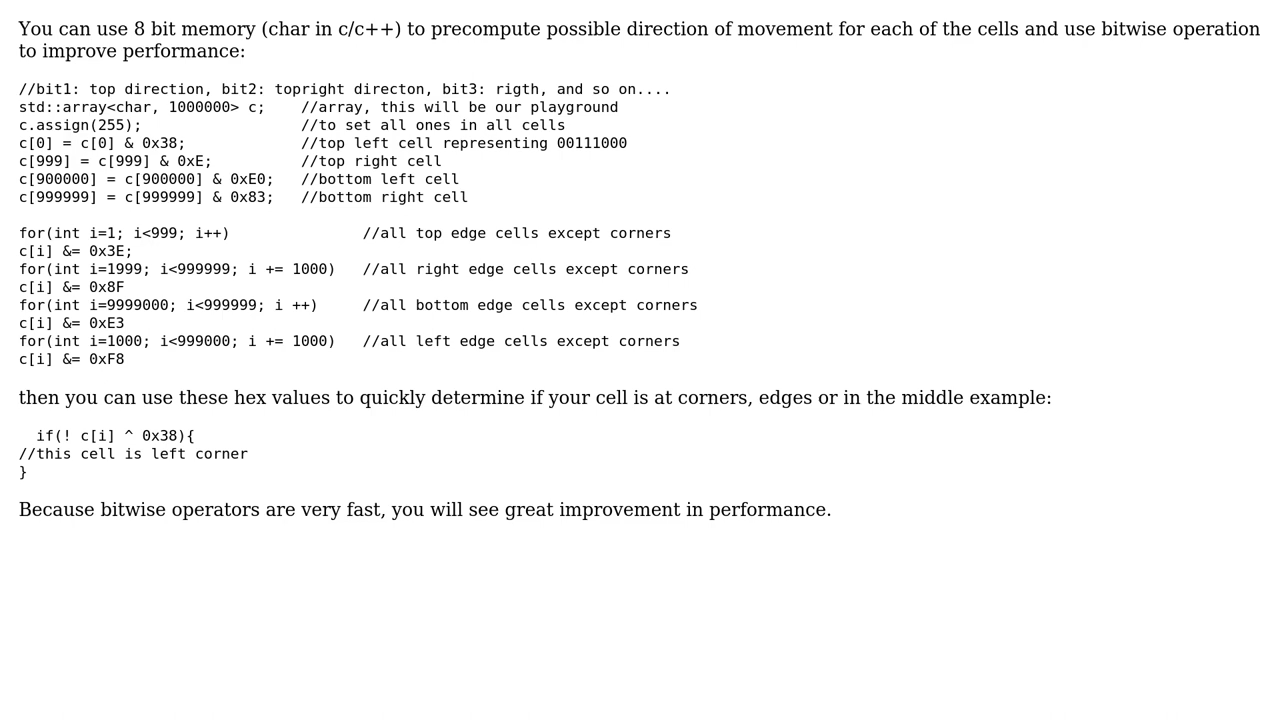 You can use 8 bit memory (char in c/c++) to precompute possible direction of movement for each of the cells and use bitwise operation
to improve performance:
//bit1: top direction, bit2: topright directon, bit3: rigth, and so on....
std::array<char, 1000000> c;    //array, this will be our playground
c.assign(255);                  //to set all ones in all cells
c[0] = c[0] & 0x38;             //top left cell representing 00111000
c[999] = c[999] & 0xE;          //top right cell
c[900000] = c[900000] & 0xE0;   //bottom left cell
c[999999] = c[999999] & 0x83;   //bottom right cell
for(int i=1; i<999; i++)               //all top edge cells except corners
c[i] &= 0x3E;
for(int i=1999; i<999999; i += 1000)   //all right edge cells except corners
c[i] &= 0x8F
for(int i=9999000; i<999999; i ++)     //all bottom edge cells except corners
c[i] &= 0xE3
for(int i=1000; i<999000; i += 1000)   //all left edge cells except corners
c[i] &= 0xF8
then you can use these hex values to quickly determine if your cell is at corners, edges or in the middle example:
  if(! c[i] ^ 0x38){
//this cell is left corner
}
Because bitwise operators are very fast, you will see great improvement in performance.